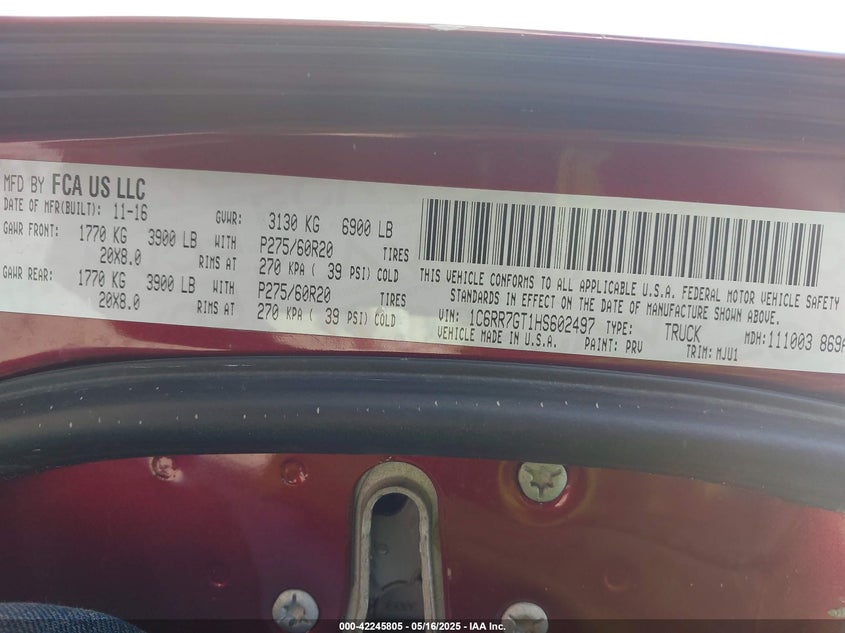 MFD BY FCA US LLC
DATE OF MFR(BUILT): 11-16 GVWR: 3130 KG 6900 LB
GAWR FRONT: 1770 KG 3900 LB WITH P275/60R20 TIRES
20X8.0 RIMS AT 270 KPA ( 39 PSI) COLD
GAWR REAR: 1770 KG 3900 LB WITH P275/60R20 TIRES
20X8.0 RIMS AT 270 KPA ( 39 PSI) COLD
THIS VEHICLE CONFORMS TO ALL APPLICABLE U.S.A. FEDERAL MOTOR VEHICLE SAFETY
STANDARDS IN EFFECT ON THE DATE OF MANUFACTURE SHOWN ABOVE.
VIN: 1C6RR7GT1HS602497 TYPE: TRUCK MDH:111003 869
VEHICLE MADE IN U.S.A. PAINT: PRV TRIM: MJU1
000-42245805 - 05/16/2025 - IAA Inc.